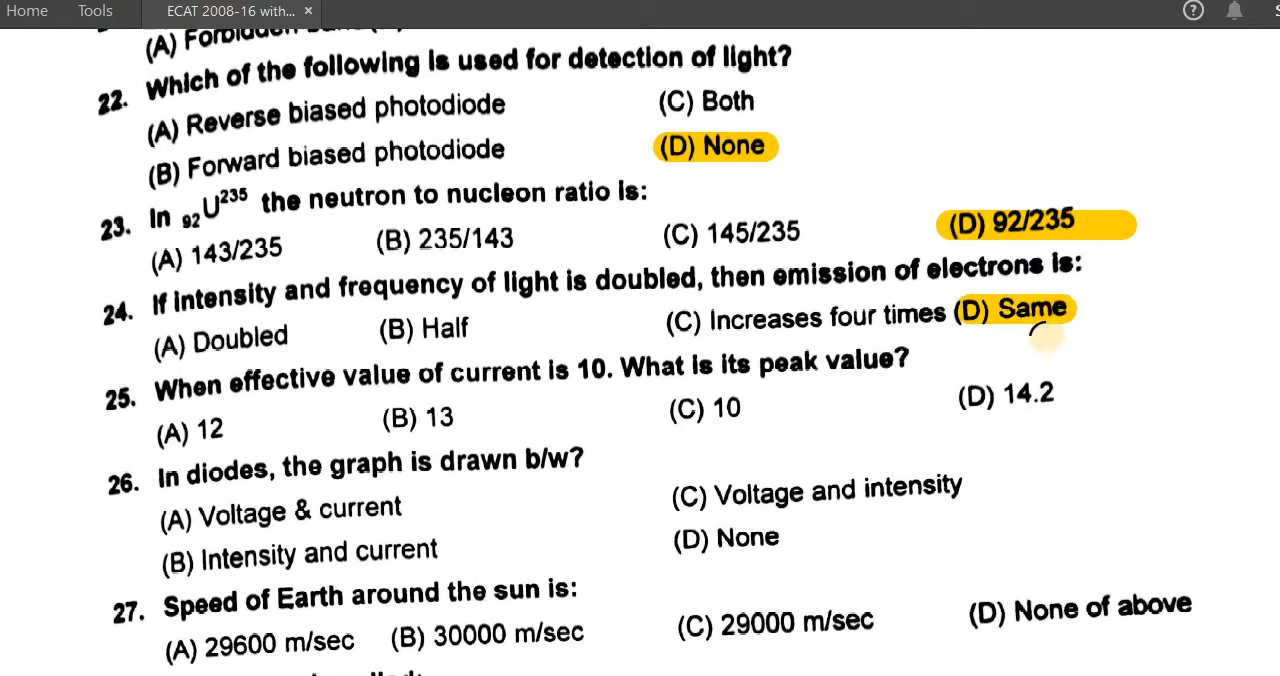 Home Tools ECAT 2008-16 with... ×
(A) Forbidden
22. Which of the following is used for detection of light?
(A) Reverse biased photodiode (C) Both
(B) Forward biased photodiode (D) None
23. In ₉₂U²³⁵ the neutron to nucleon ratio is:
(A) 143/235 (B) 235/143 (C) 145/235 (D) 92/235
24. If intensity and frequency of light is doubled, then emission of electrons is:
(A) Doubled (B) Half (C) Increases four times (D) Same
25. When effective value of current is 10. What is its peak value?
(A) 12 (B) 13 (C) 10 (D) 14.2
26. In diodes, the graph is drawn b/w?
(A) Voltage & current (C) Voltage and intensity
(B) Intensity and current (D) None
27. Speed of Earth around the sun is:
(A) 29600 m/sec (B) 30000 m/sec (C) 29000 m/sec (D) None of above